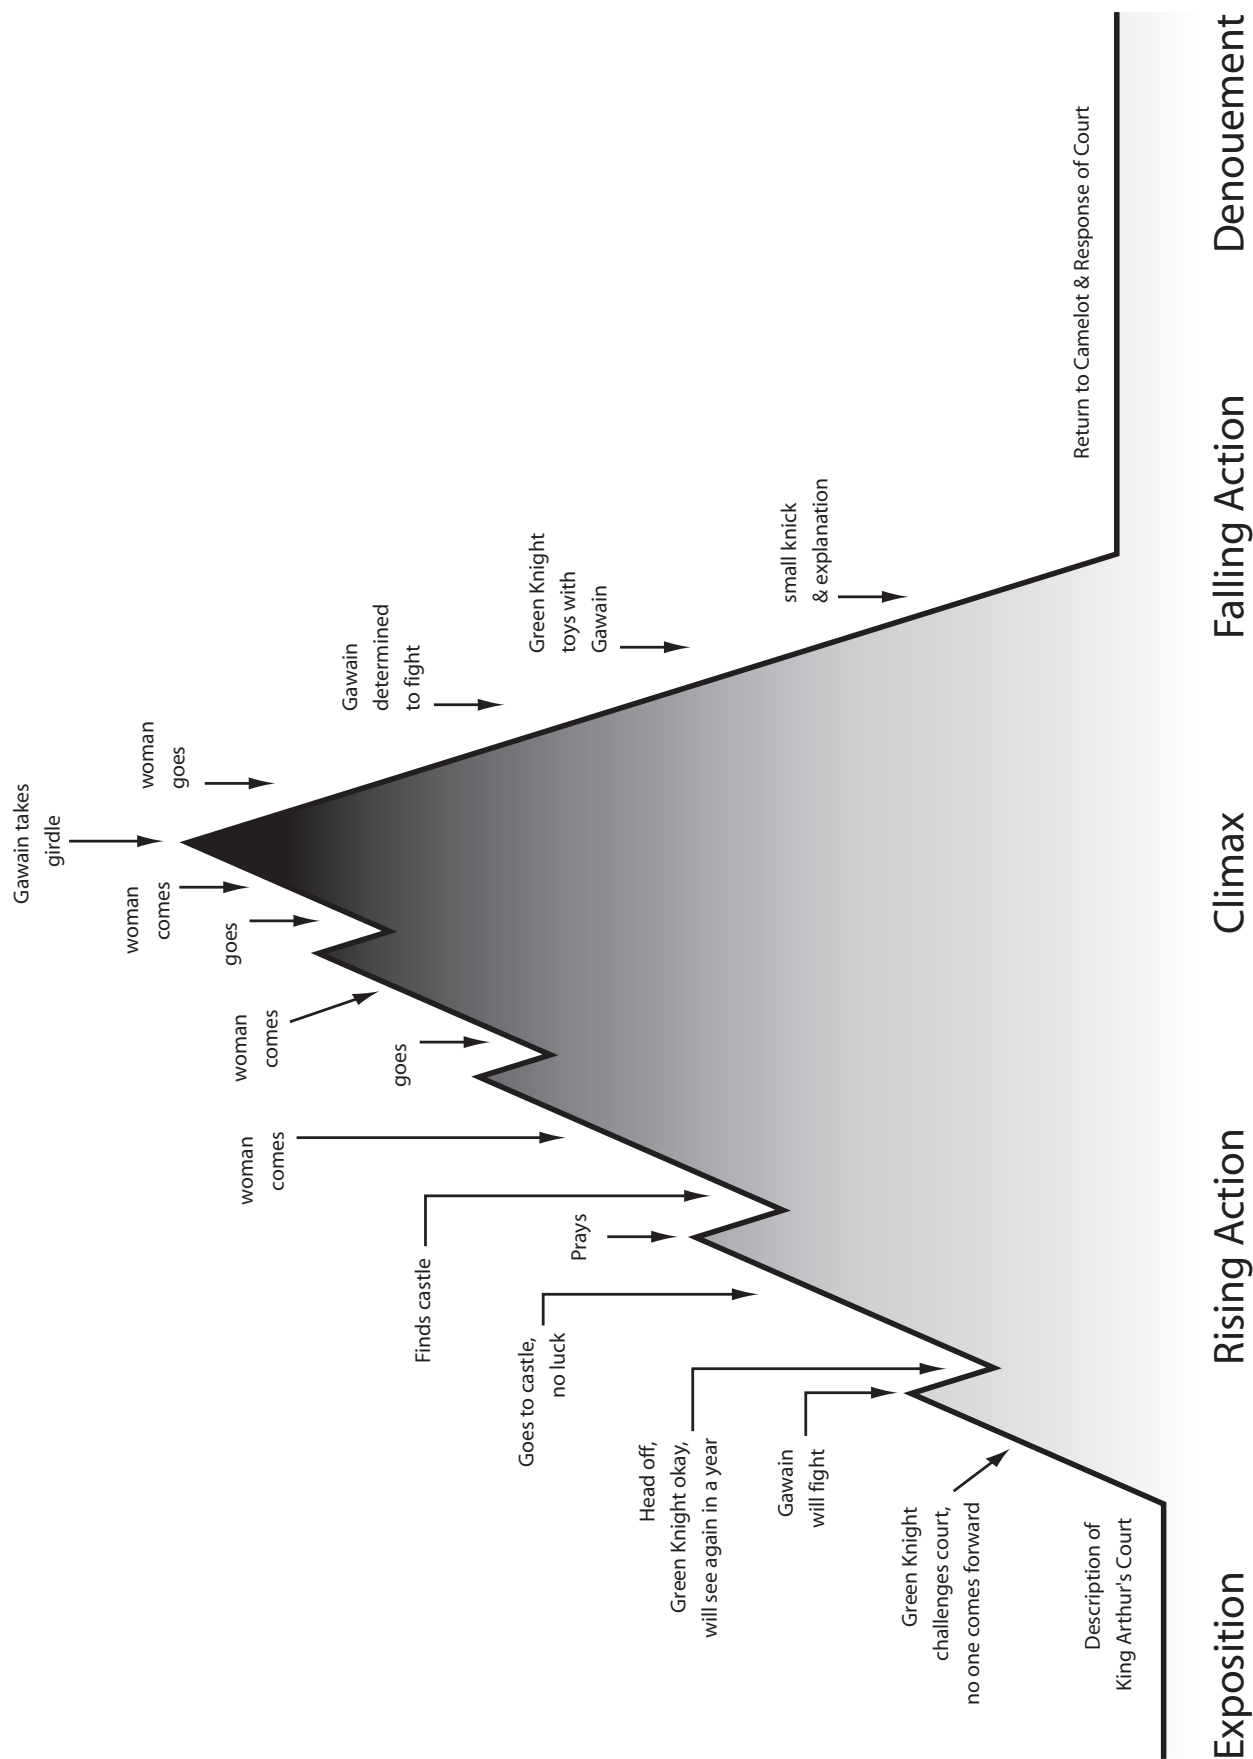 Description of
King Arthur's Court
Green Knight
challenges court,
no one comes forward
Gawain
will fight
Head off,
Green Knight okay,
will see again in a year
Goes to castle,
no luck
Prays
Finds castle
woman
comes
goes
woman
comes
goes
woman
comes
Gawain takes
girdle
woman
goes
Gawain
determined
to fight
Green Knight
toys with
Gawain
small knick
& explanation
Return to Camelot & Response of Court
Exposition
Rising Action
Climax
Falling Action
Denouement